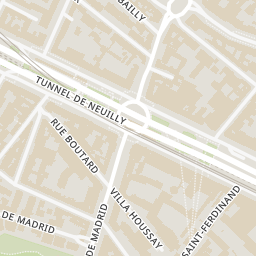 BAILLY
TUNNEL DE NEUILLY
RUE BOUTARD
VILLA HOUSSAY
SAINT-FERDINAND
DE MADRID
DE MADRID